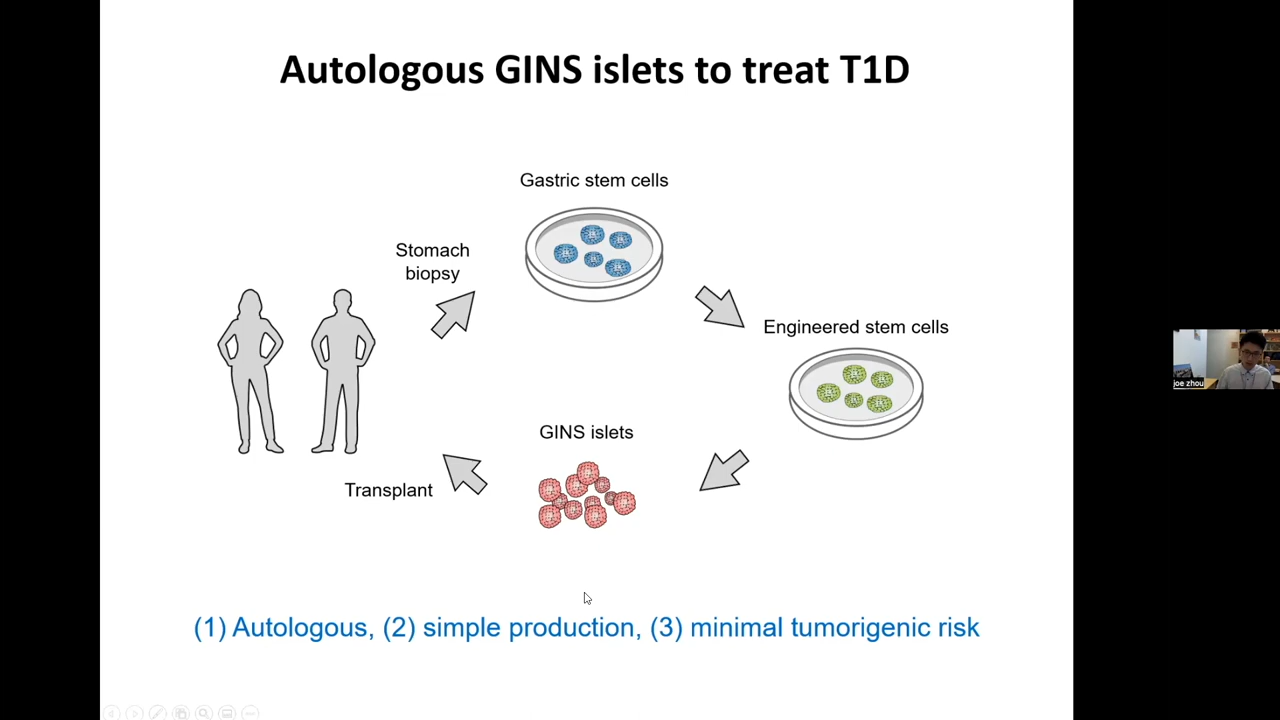 Autologous GINS islets to treat T1D
Gastric stem cells
Stomach
biopsy
Engineered stem cells
GINS islets
Transplant
(1) Autologous, (2) simple production, (3) minimal tumorigenic risk
joe zhou